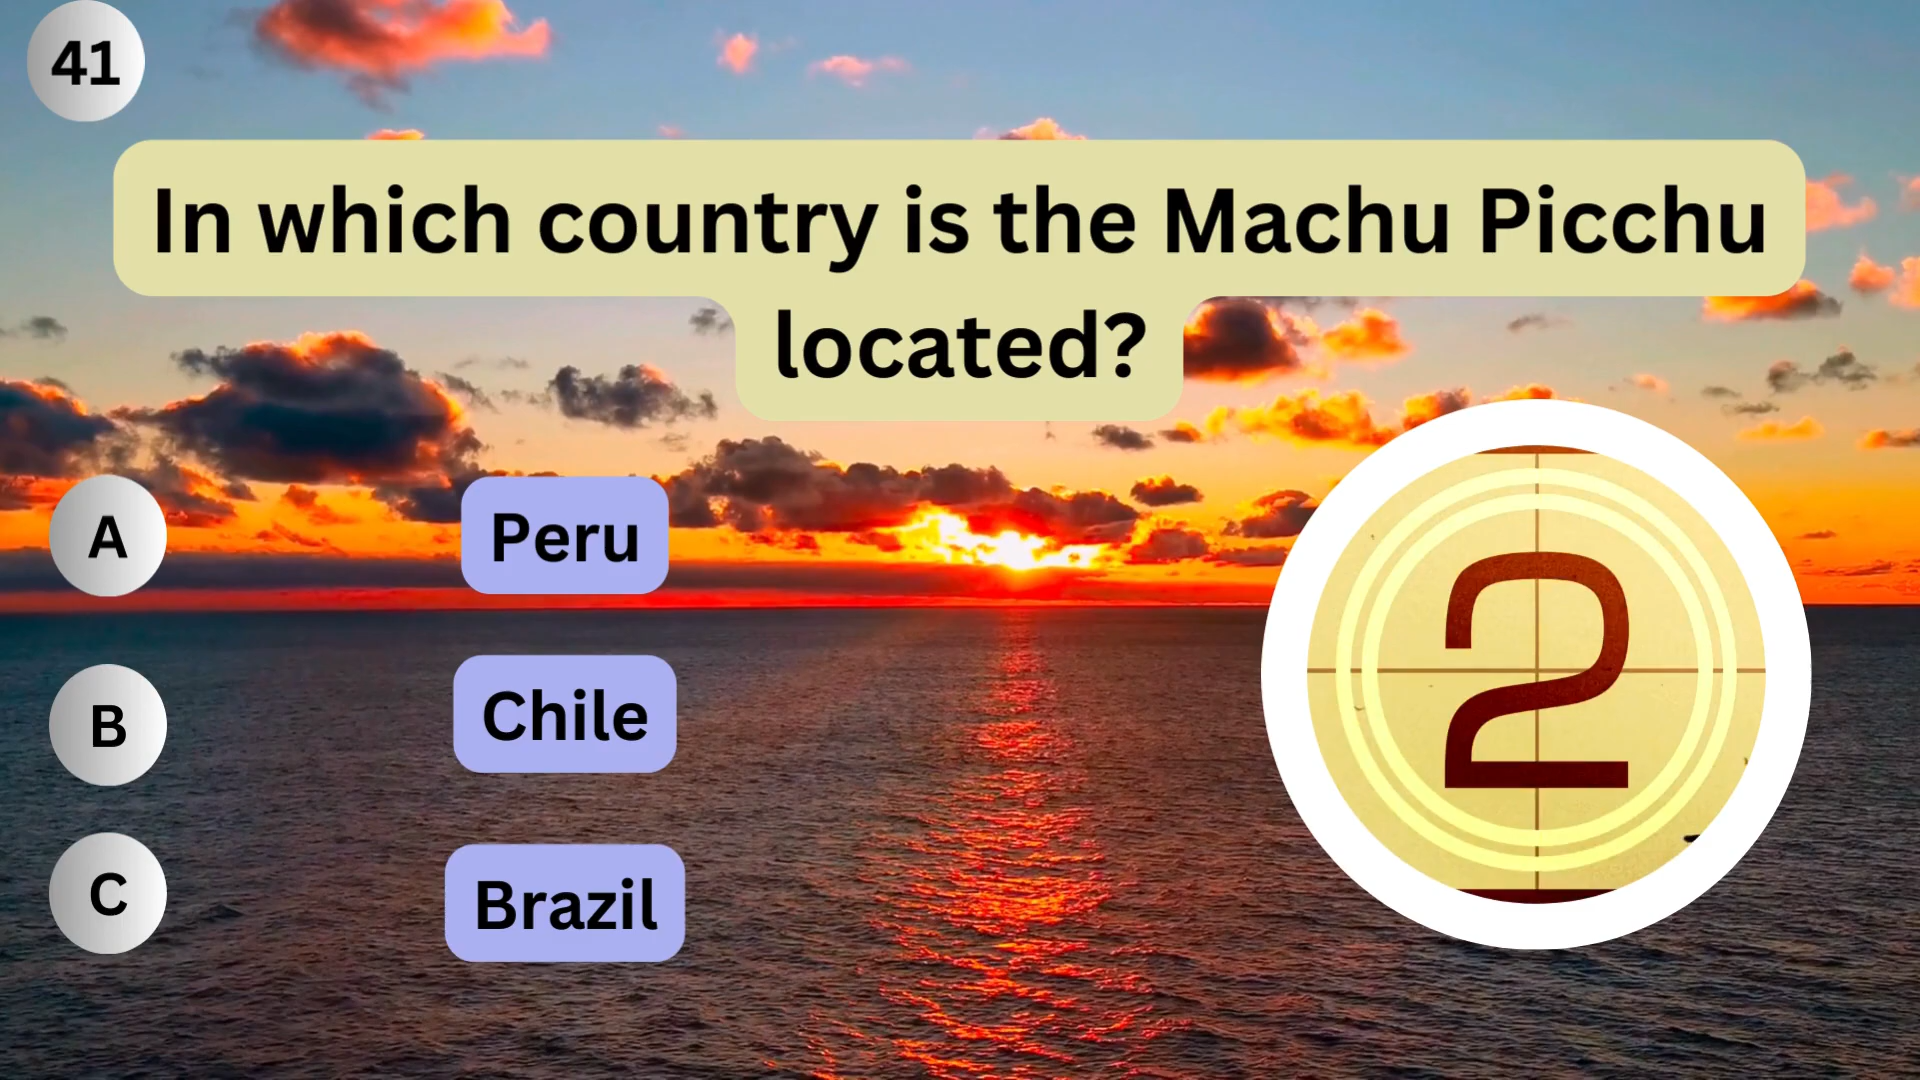 41
In which country is the Machu Picchu
located?
A
Peru
B
Chile
C
Brazil
2